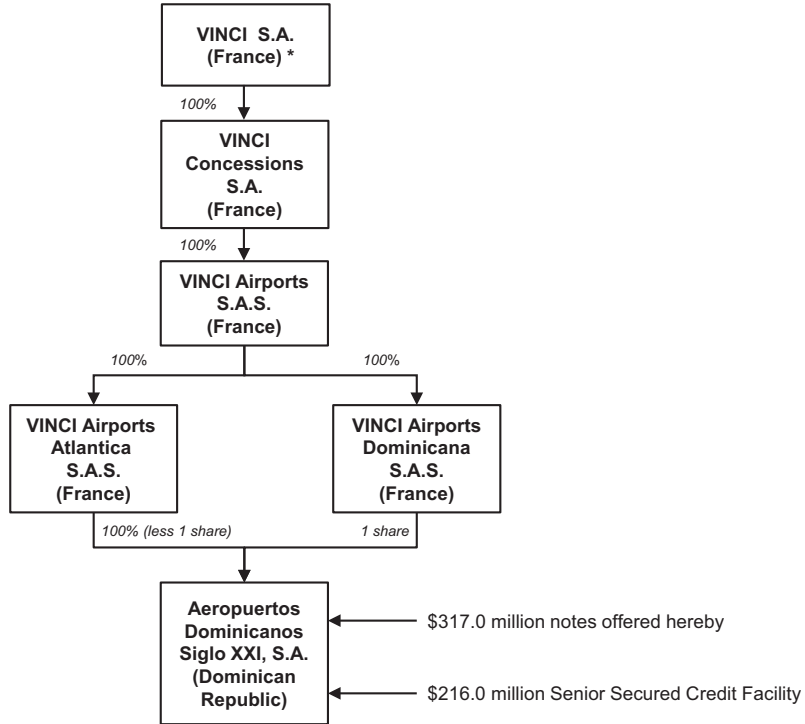 VINCI S.A.
(France) *
100%
VINCI
Concessions
S.A.
(France)
100%
VINCI Airports
S.A.S.
(France)
100%
100%
VINCI Airports
Atlantica
S.A.S.
(France)
VINCI Airports
Dominicana
S.A.S.
(France)
100% (less 1 share)
1 share
Aeropuertos
Dominicanos
Siglo XXI, S.A.
(Dominican
Republic)
$317.0 million notes offered hereby
$216.0 million Senior Secured Credit Facility